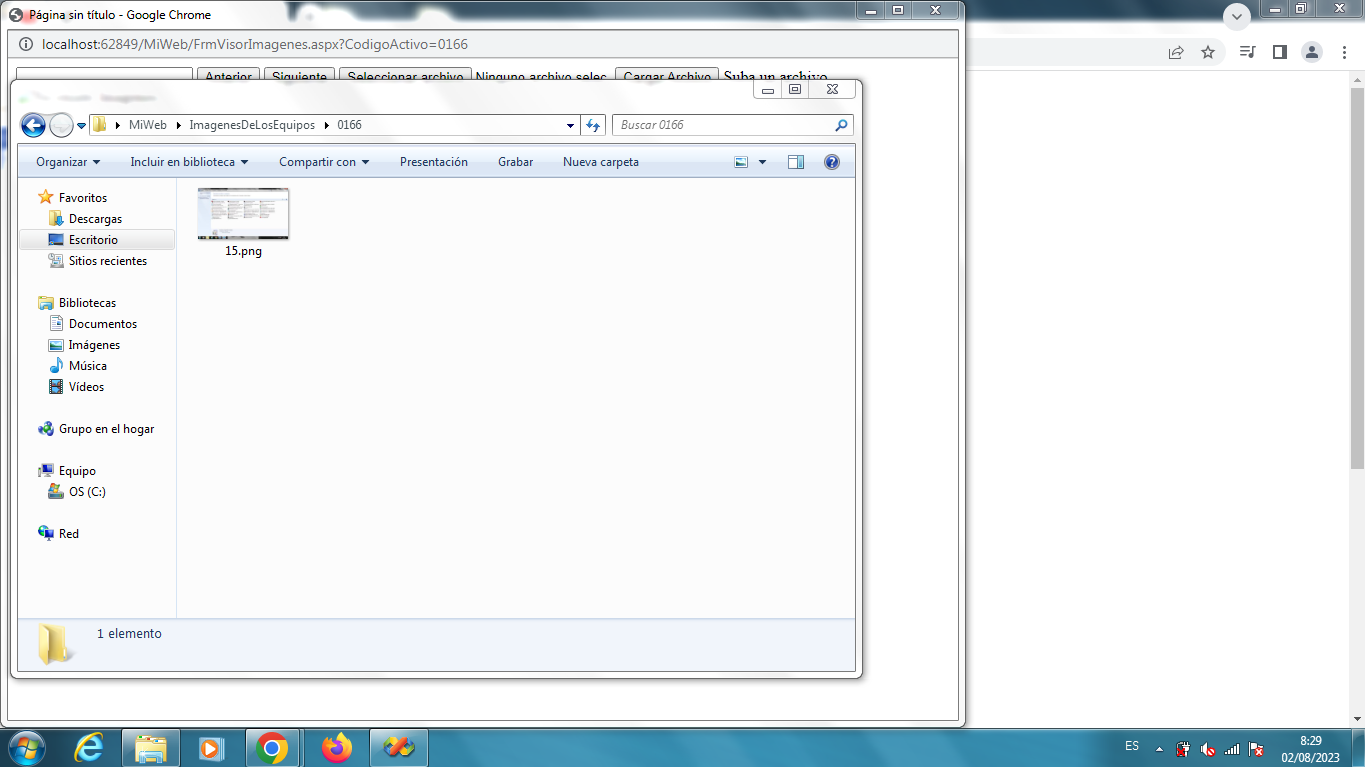 Página sin título - Google Chrome
localhost:62849/MiWeb/FrmVisorImagenes.aspx?CodigoActivo=0166
Anterior Siguiente Seleccionar archivo Ninguno archivo selec. Cargar Archivo Suba un archivo
MiWeb ImagenesDeLosEquipos 0166 Buscar 0166
Organizar Incluir en biblioteca Compartir con Presentación Grabar Nueva carpeta
Favoritos
Descargas
Escritorio
Sitios recientes
Bibliotecas
Documentos
Imágenes
Música
Vídeos
Grupo en el hogar
Equipo
OS (C:)
Red
15.png
1 elemento
ES
8:29
02/08/2023